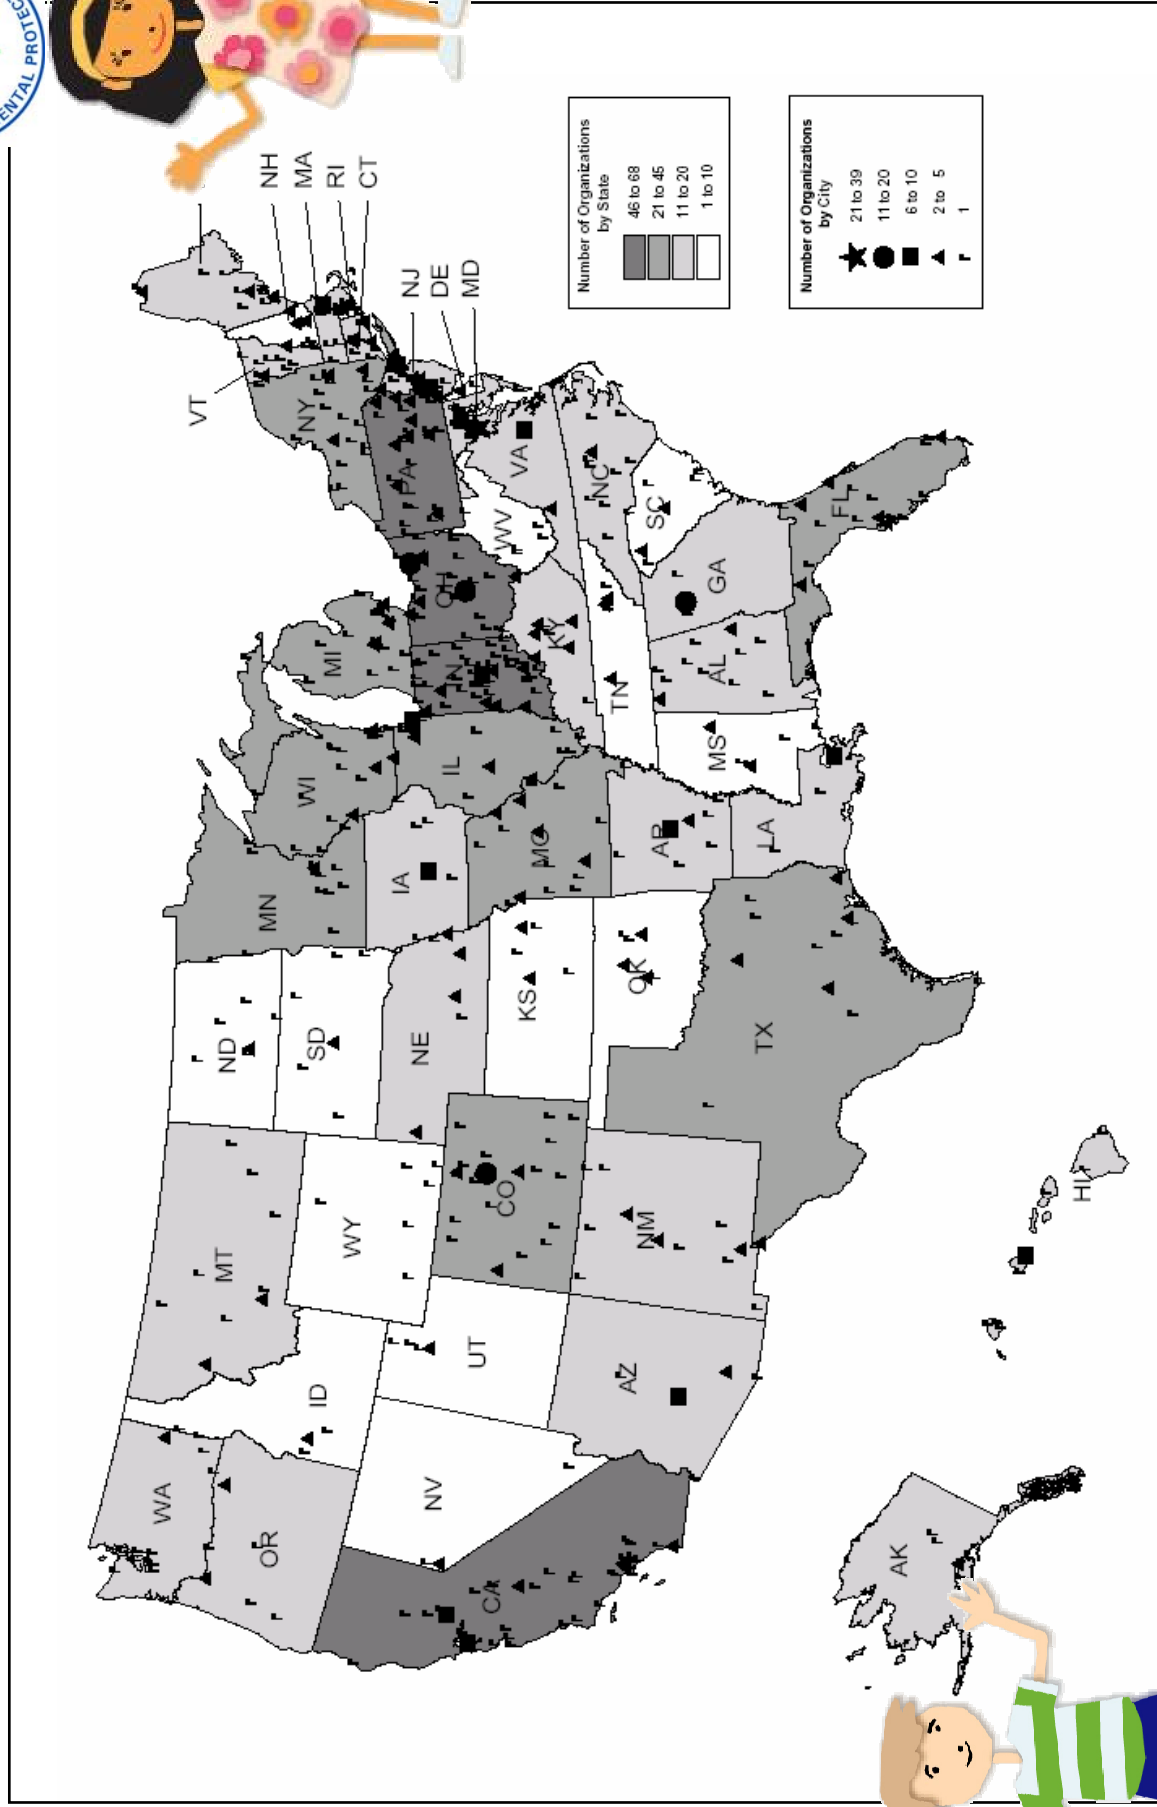 ENTAL PROTEC
Number of Organizations
by State
46 to 68
21 to 45
11 to 20
1 to 10
Number of Organizations
by City
21 to 39
11 to 20
6 to 10
2 to 5
1
WA
OR
CA
NV
ID
MT
WY
UT
AZ
CO
NM
ND
SD
NE
KS
OK
TX
MN
IA
MO
AR
LA
WI
IL
MI
IN
OH
KY
TN
MS
AL
GA
FL
SC
NC
VA
WV
PA
NY
VT
NH
MA
RI
CT
NJ
DE
MD
AK
HI